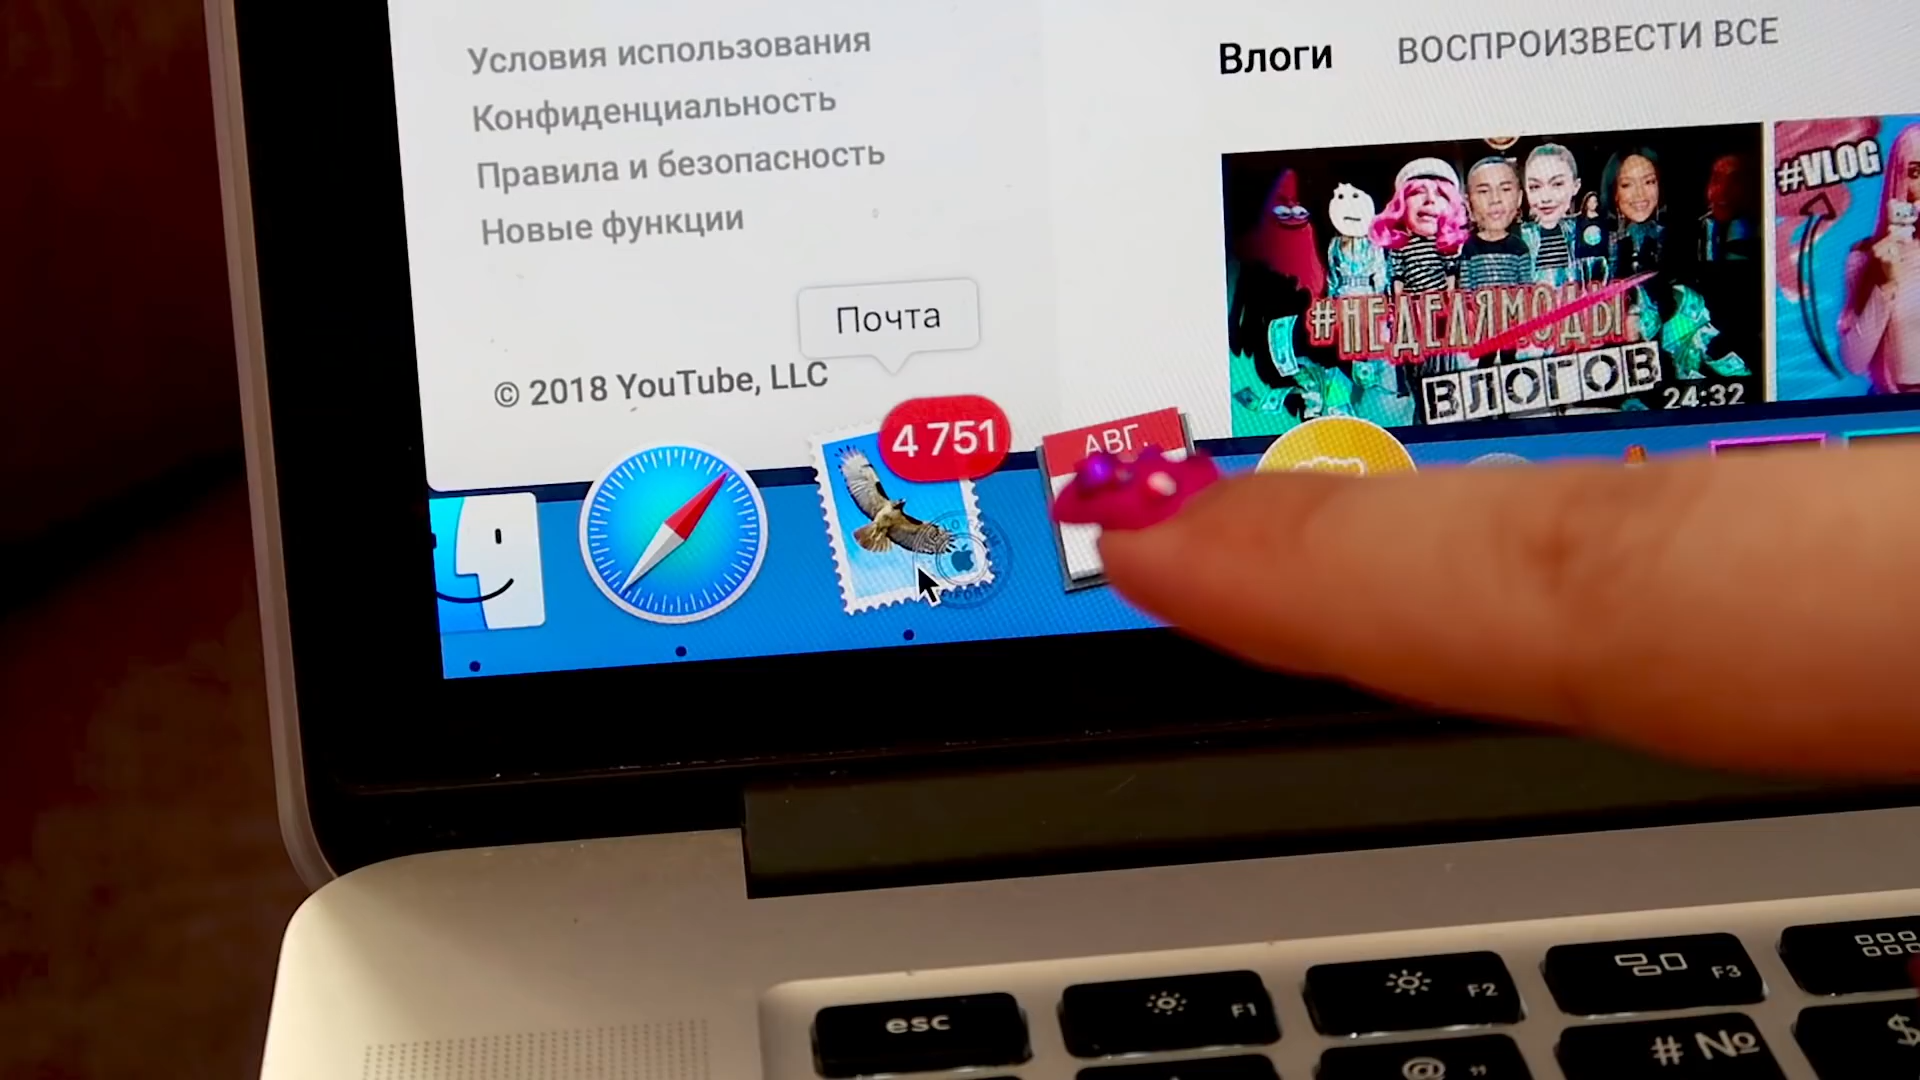 Условия использования
Конфиденциальность
Правила и безопасность
Новые функции
Почта
© 2018 YouTube, LLC
4 751
АВГ.
Влоги ВОСПРОИЗВЕСТИ ВСЕ
#НЕДЕЛЯМОДЫ
ВЛОГОВ
24:32
#VLOG
esc
F1
F2
F3
@ "
# №
$